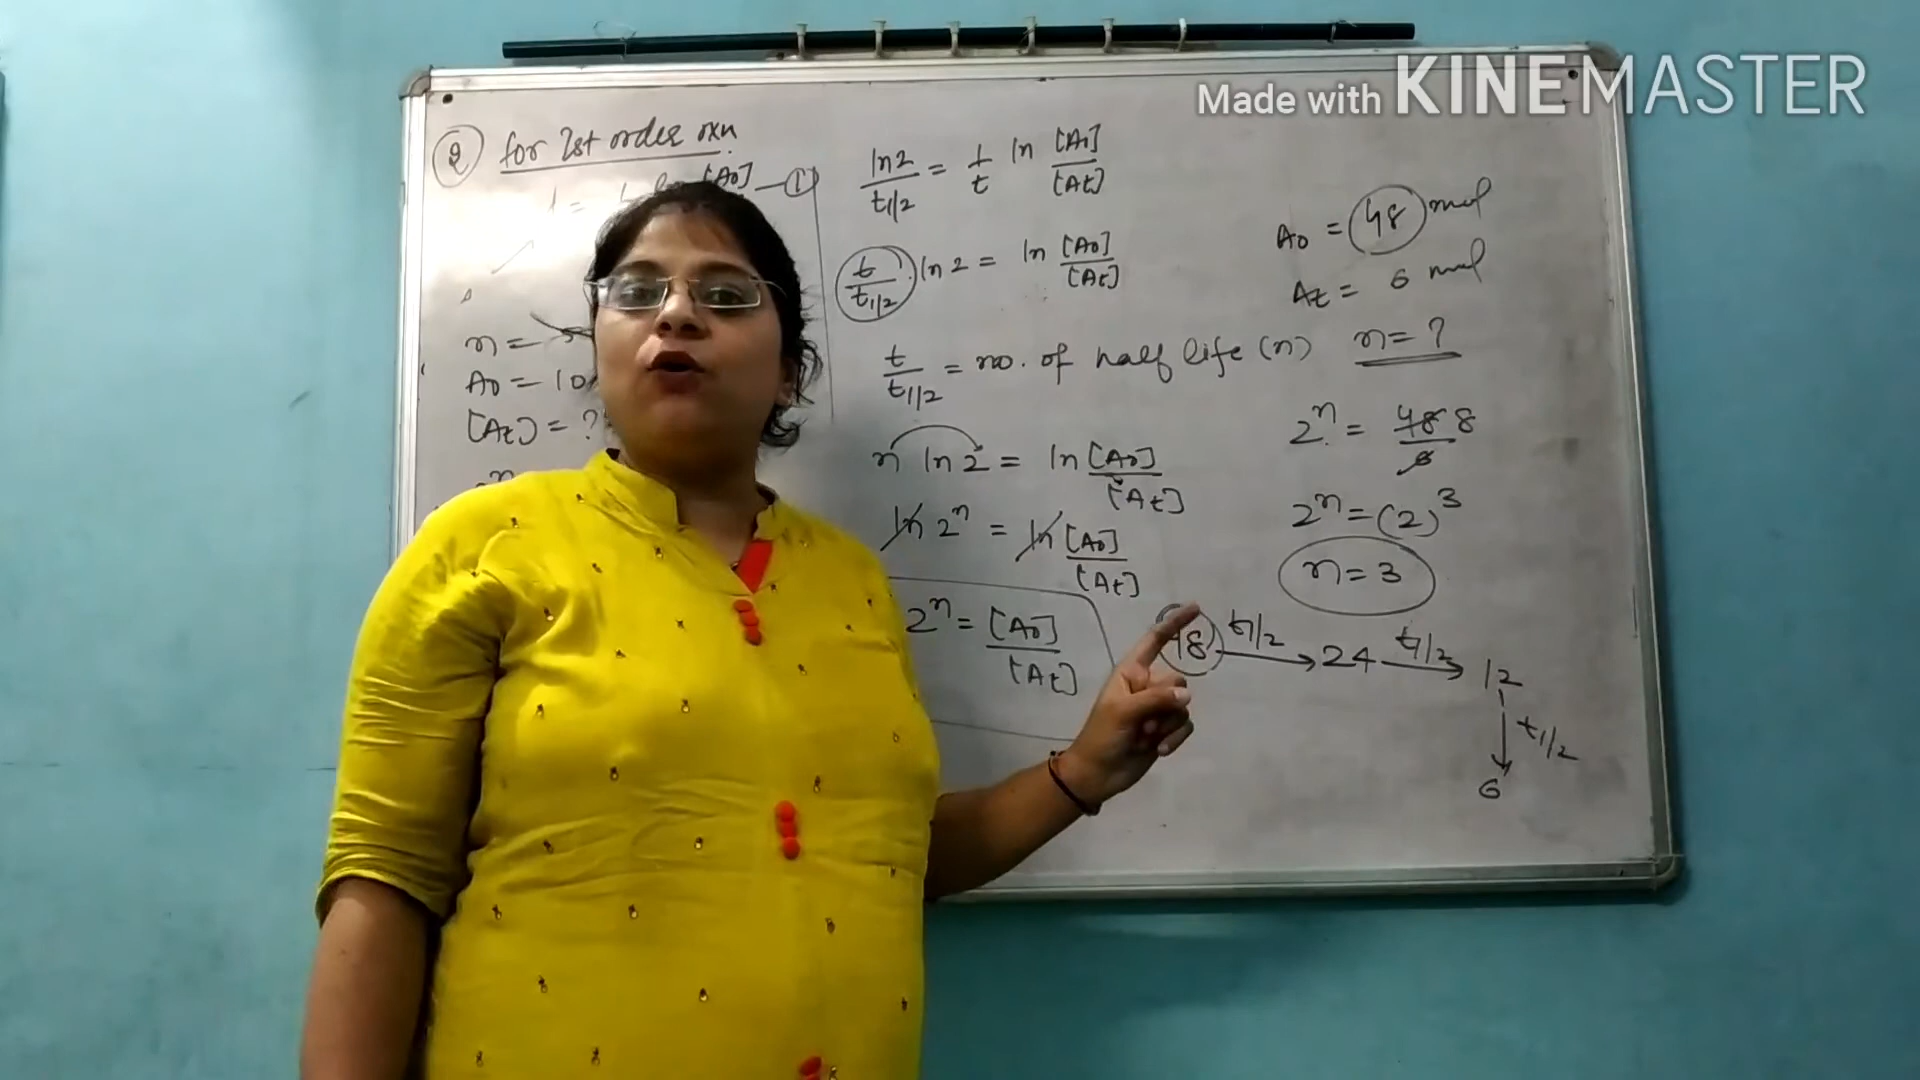 Made with KINEMASTER
2 for Ist order rxn
[A0] — 1
n =
A0 = 10
[At] = ?
ln2/t1/2 = 1/t ln [A0]/[At]
t/t1/2 . ln 2 = ln [A0]/[At]
t/t1/2 = no. of half life (n)
n ln 2 = ln [A0]/[At]
ln 2^n = ln [A0]/[At]
2^n = [A0]/[At]
A0 = 48 mol
At = 6 mol
n = ?
2^n = 48/6 8
2^n = (2)^3
n = 3
48 t1/2 → 24 t1/2 → 12
↓ t1/2
6